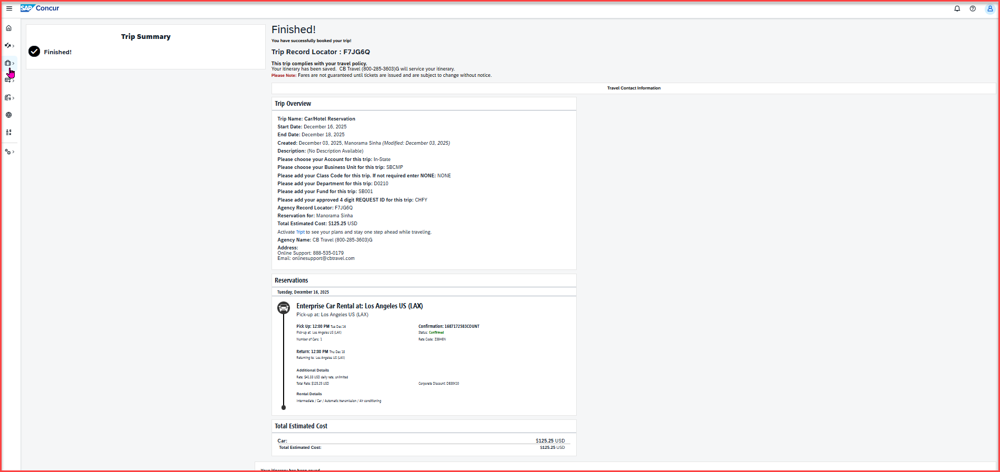 SAP Concur
Trip Summary
Finished!
Finished!
You have successfully booked your trip!
Trip Record Locator : F7JG6Q
This trip complies with your travel policy.
Your itinerary has been saved. CB Travel (800-285-3603)G will service your itinerary.
Please Note: Fares are not guaranteed until tickets are issued and are subject to change without notice.
Travel Contact Information
Trip Overview
Trip Name: Car/Hotel Reservation
Start Date: December 16, 2025
End Date: December 18, 2025
Created: December 03, 2025, Manorama Sinha (Modified: December 03, 2025)
Description: (No Description Available)
Please choose your Account for this trip: In-State
Please choose your Business Unit for this trip: SBCMP
Please add your Class Code for this trip. If not required enter NONE: NONE
Please add your Department for this trip: D0210
Please add your Fund for this trip: SB001
Please add your approved 4 digit REQUEST ID for this trip: CHFY
Agency Record Locator: F7JG6Q
Reservation for: Manorama Sinha
Total Estimated Cost: $125.25 USD
Activate TripIt to see your plans and stay one step ahead while traveling.
Agency Name: CB Travel (800-285-3603)G
Address:
Online Support: 888-535-0179
Email: onlinesupport@cbtravel.com
Reservations
Tuesday, December 16, 2025
Enterprise Car Rental at: Los Angeles US (LAX)
Pick-up at: Los Angeles US (LAX)
Pick Up: 12:00 PM Tue Dec 16
Confirmation: 1687172583COUNT
Pick-up at: Los Angeles US (LAX)
Status: Confirmed
Number of Cars: 1
Rate Code: Z39HEN
Return: 12:00 PM Thu Dec 18
Returning to: Los Angeles US (LAX)
Additional Details
Rate: $41.33 USD daily rate, unlimited
Total Rate: $125.25 USD
Corporate Discount: DB30K10
Rental Details
Intermediate / Car / Automatic transmission / Air conditioning
Total Estimated Cost
Car: $125.25 USD
Total Estimated Cost: $125.25 USD
Your itinerary has been saved.